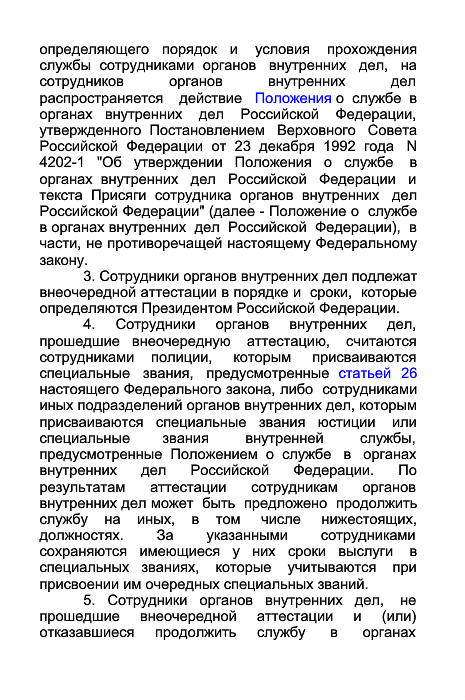 определяющего порядок и условия прохождения
службы сотрудниками органов внутренних дел, на
сотрудников органов внутренних дел
распространяется действие Положения о службе в
органах внутренних дел Российской Федерации,
утвержденного Постановлением Верховного Совета
Российской Федерации от 23 декабря 1992 года N
4202-1 "Об утверждении Положения о службе в
органах внутренних дел Российской Федерации и
текста Присяги сотрудника органов внутренних дел
Российской Федерации" (далее - Положение о службе
в органах внутренних дел Российской Федерации), в
части, не противоречащей настоящему Федеральному
закону.
3. Сотрудники органов внутренних дел подлежат
внеочередной аттестации в порядке и сроки, которые
определяются Президентом Российской Федерации.
4. Сотрудники органов внутренних дел,
прошедшие внеочередную аттестацию, считаются
сотрудниками полиции, которым присваиваются
специальные звания, предусмотренные статьей 26
настоящего Федерального закона, либо сотрудниками
иных подразделений органов внутренних дел, которым
присваиваются специальные звания юстиции или
специальные звания внутренней службы,
предусмотренные Положением о службе в органах
внутренних дел Российской Федерации. По
результатам аттестации сотрудникам органов
внутренних дел может быть предложено продолжить
службу на иных, в том числе нижестоящих,
должностях. За указанными сотрудниками
сохраняются имеющиеся у них сроки выслуги в
специальных званиях, которые учитываются при
присвоении им очередных специальных званий.
5. Сотрудники органов внутренних дел, не
прошедшие внеочередной аттестации и (или)
отказавшиеся продолжить службу в органах